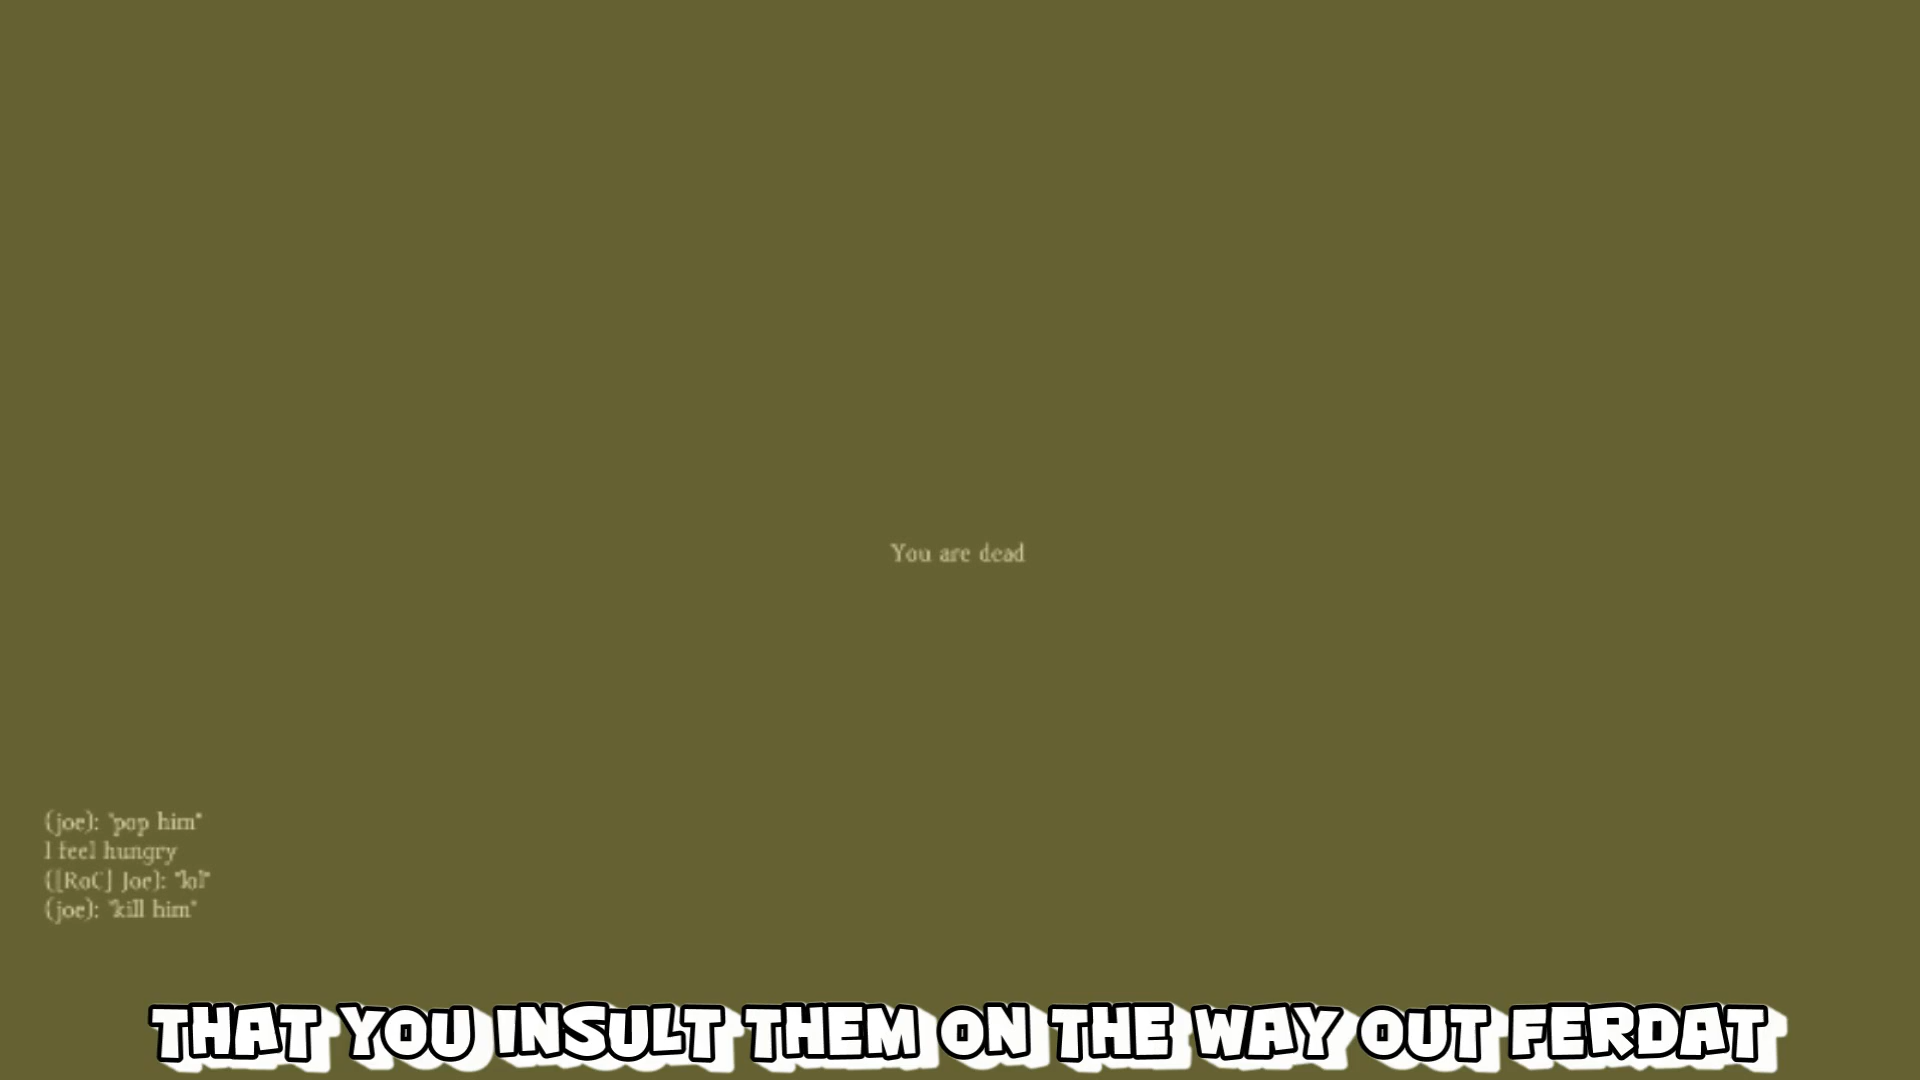 You are dead
(joe): "pop him"
I feel hungry
([RoC] Joe): "lol"
(joe): "kill him"
THAT YOU INSULT THEM ON THE WAY OUT FERDAT